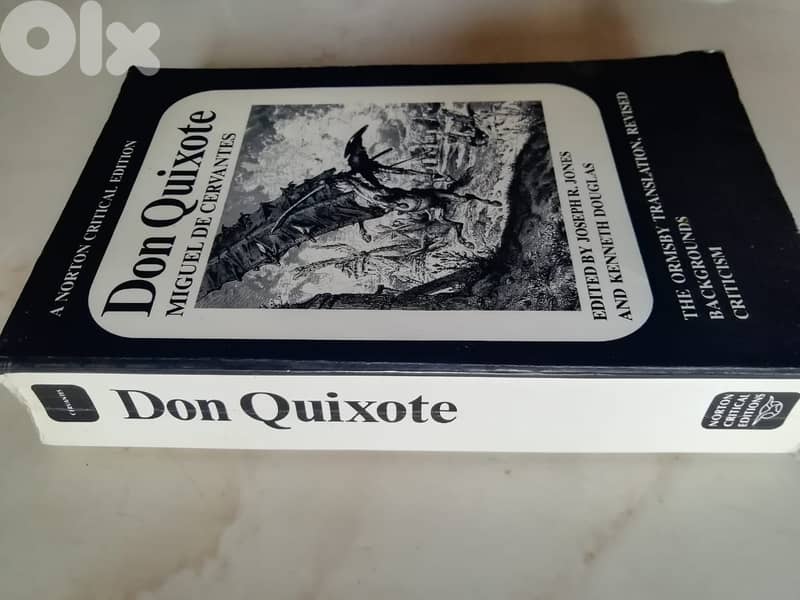 OLX
A NORTON CRITICAL EDITION
Don Quixote
MIGUEL DE CERVANTES
EDITED BY JOSEPH R. JONES
AND KENNETH DOUGLAS
THE ORMSBY TRANSLATION, REVISED
BACKGROUNDS
CRITICISM
Don Quixote
NORTON
CRITICAL
EDITIONS